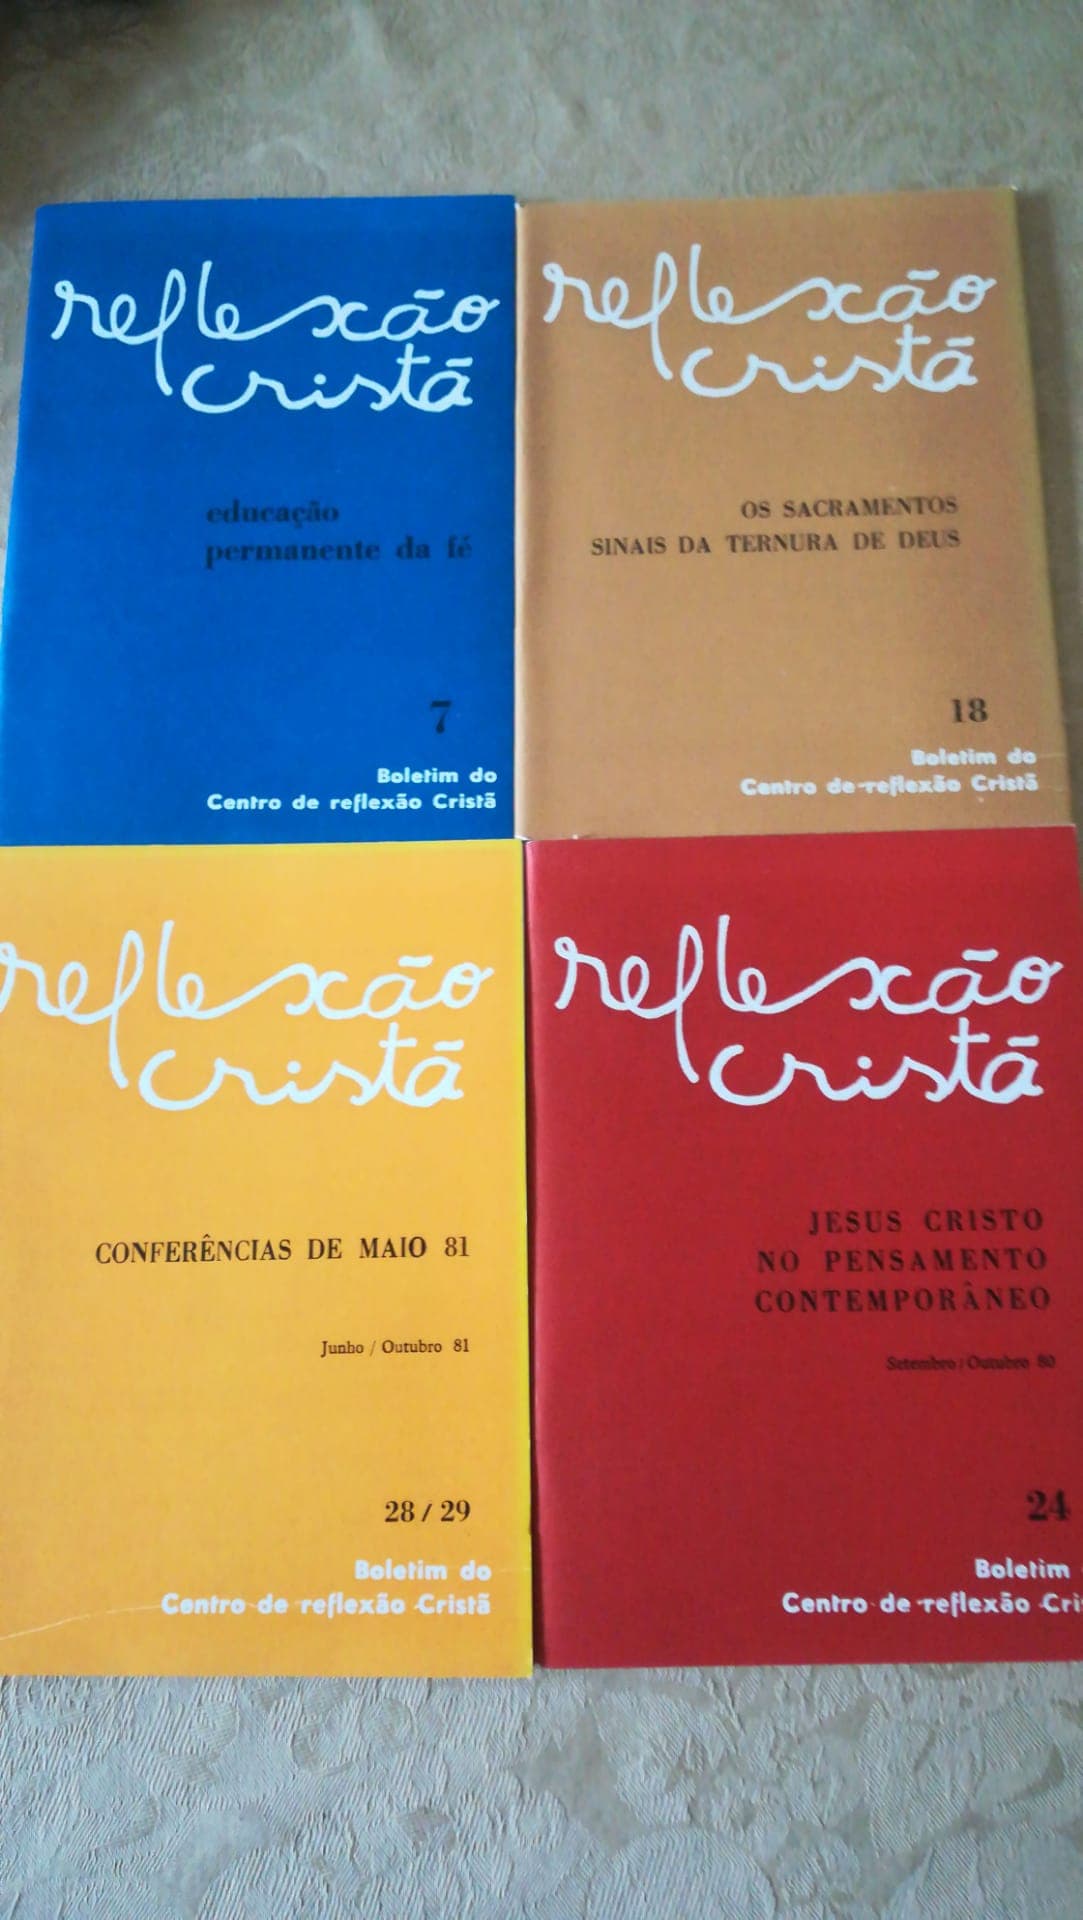 reflexão
cristã
educação
permanente da fé
7
Boletim do
Centro de reflexão Cristã
reflexão
cristã
OS SACRAMENTOS
SINAIS DA TERNURA DE DEUS
18
Boletim do
Centro de reflexão Cristã
reflexão
cristã
CONFERÊNCIAS DE MAIO 81
Junho / Outubro 81
28 / 29
Boletim do
Centro de reflexão Cristã
reflexão
cristã
JESUS CRISTO
NO PENSAMENTO
CONTEMPORÂNEO
Setembro / Outubro 80
24
Boletim
Centro de reflexão Cris